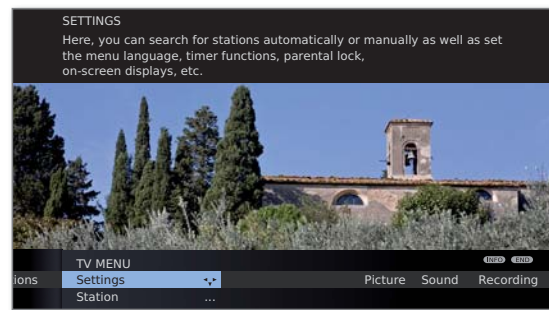 SETTINGS
Here, you can search for stations automatically or manually as well as set
the menu language, timer functions, parental lock,
on-screen displays, etc.
TV MENU
INFO END
tions Settings Picture Sound Recording
Station ...